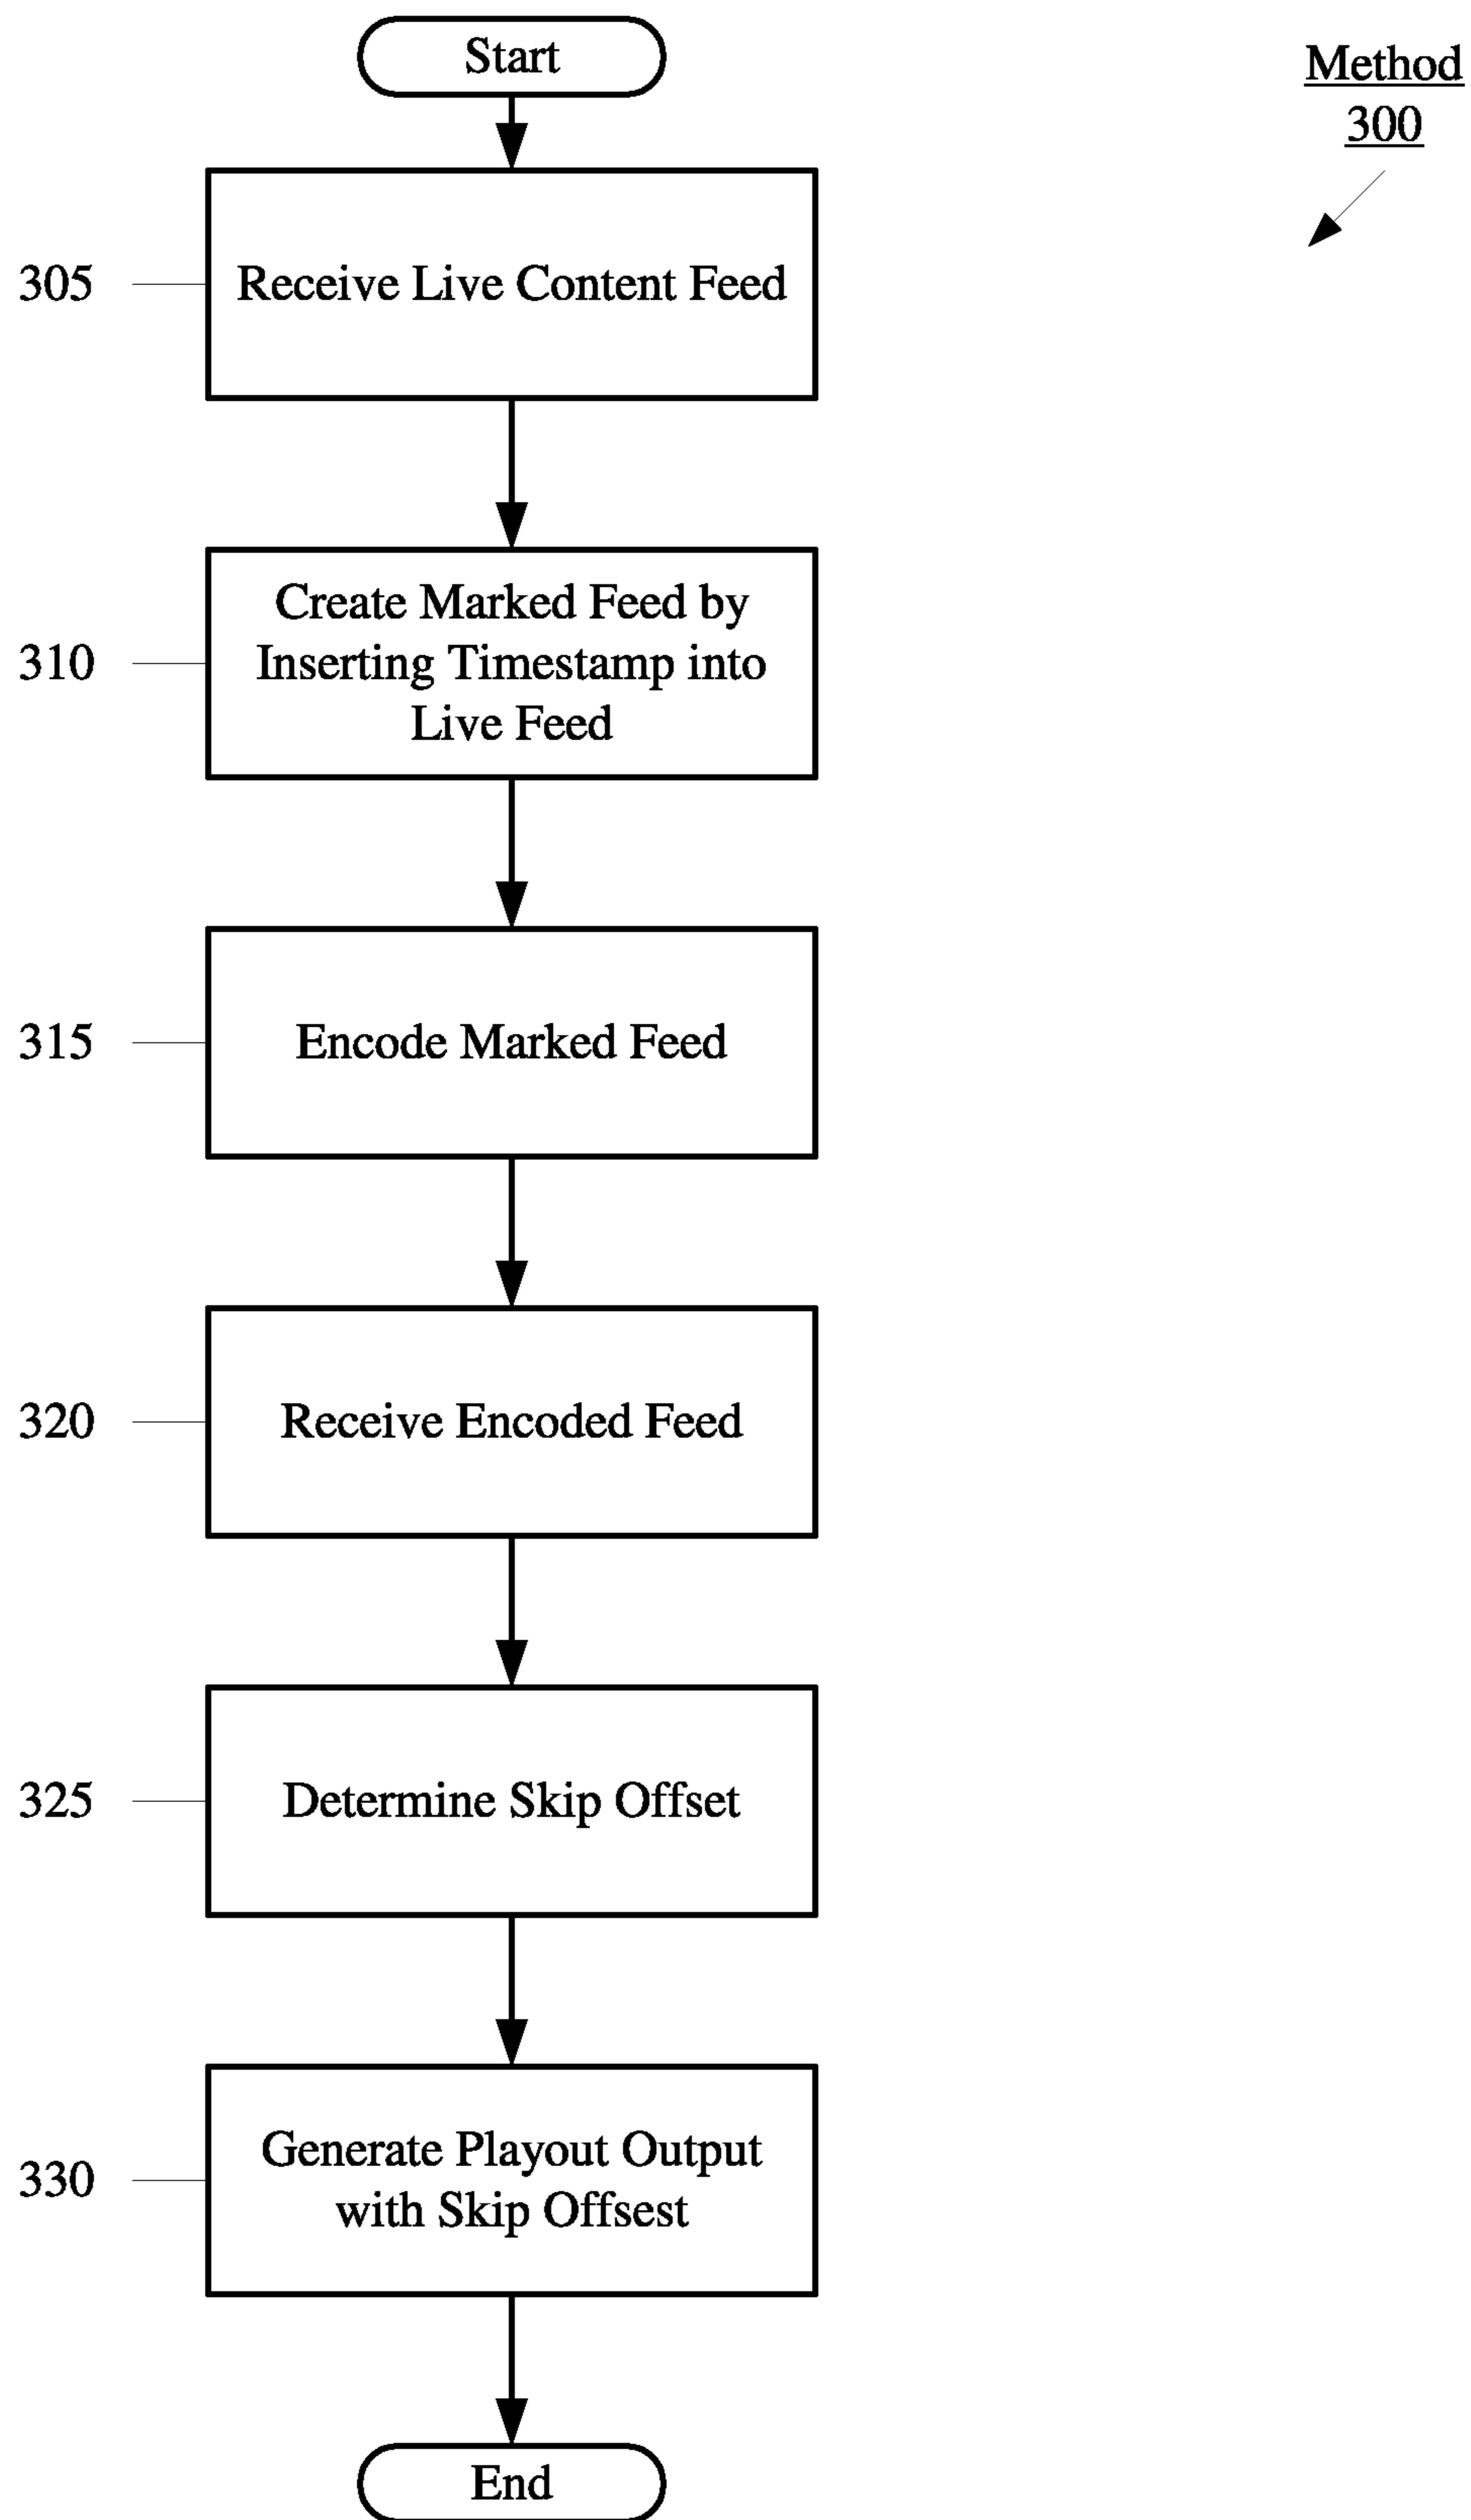 Start
Method
300
305
Receive Live Content Feed
310
Create Marked Feed by
Inserting Timestamp into
Live Feed
315
Encode Marked Feed
320
Receive Encoded Feed
325
Determine Skip Offset
330
Generate Playout Output
with Skip Offsest
End